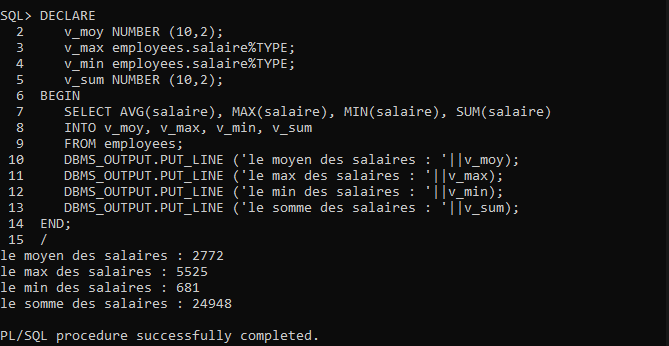 SQL> DECLARE
  2     v_moy NUMBER (10,2);
  3     v_max employees.salaire%TYPE;
  4     v_min employees.salaire%TYPE;
  5     v_sum NUMBER (10,2);
  6  BEGIN
  7     SELECT AVG(salaire), MAX(salaire), MIN(salaire), SUM(salaire)
  8     INTO v_moy, v_max, v_min, v_sum
  9     FROM employees;
 10     DBMS_OUTPUT.PUT_LINE ('le moyen des salaires : '||v_moy);
 11     DBMS_OUTPUT.PUT_LINE ('le max des salaires : '||v_max);
 12     DBMS_OUTPUT.PUT_LINE ('le min des salaires : '||v_min);
 13     DBMS_OUTPUT.PUT_LINE ('le somme des salaires : '||v_sum);
 14  END;
 15  /
le moyen des salaires : 2772
le max des salaires : 5525
le min des salaires : 681
le somme des salaires : 24948

PL/SQL procedure successfully completed.